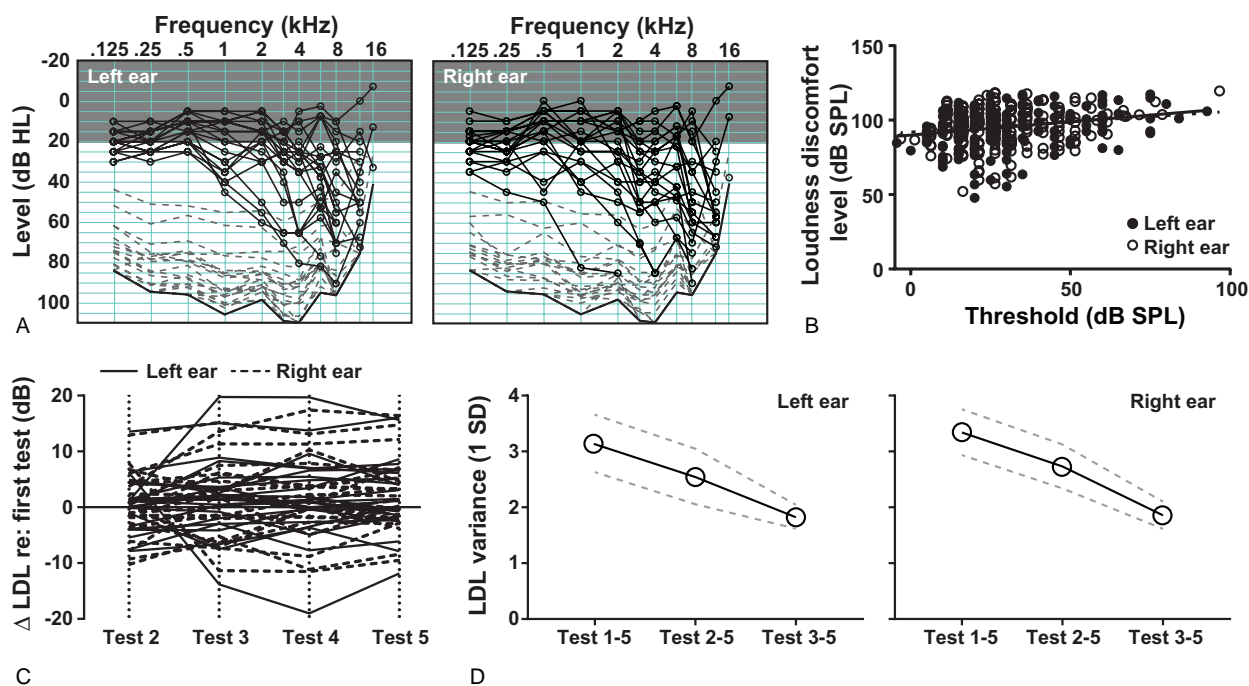 Frequency (kHz)
.125 .25 .5 1 2 4 8 16
Level (dB HL)
-20
0
20
40
60
80
100
Left ear
A
Frequency (kHz)
.125 .25 .5 1 2 4 8 16
Right ear
Loudness discomfort
level (dB SPL)
150
100
50
0
Left ear
Right ear
0 50 100
Threshold (dB SPL)
B
Left ear Right ear
Δ LDL re: first test (dB)
20
10
0
-10
-20
Test 2 Test 3 Test 4 Test 5
C
LDL variance (1 SD)
4
3
2
1
0
Left ear
Test 1-5 Test 2-5 Test 3-5
Right ear
Test 1-5 Test 2-5 Test 3-5
D